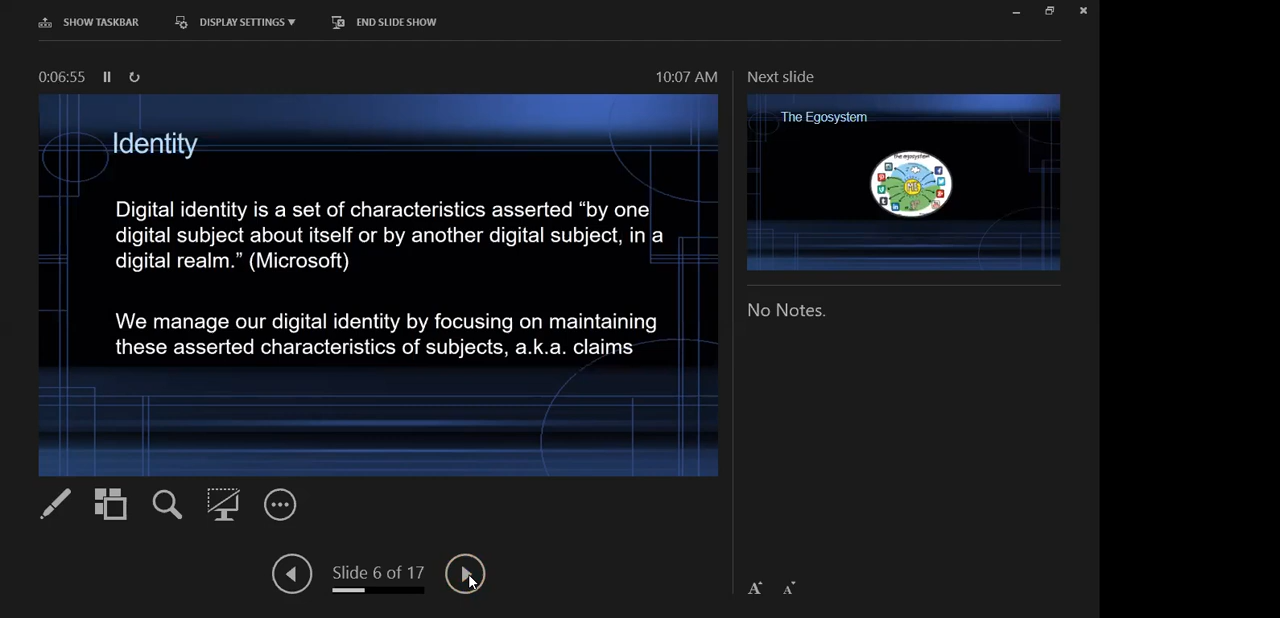 SHOW TASKBAR DISPLAY SETTINGS ▼ END SLIDE SHOW
0:06:55 10:07 AM
Identity
Digital identity is a set of characteristics asserted “by one
digital subject about itself or by another digital subject, in a
digital realm.” (Microsoft)
We manage our digital identity by focusing on maintaining
these asserted characteristics of subjects, a.k.a. claims
Slide 6 of 17
Next slide
The Egosystem
the egosystem
ME
No Notes.
A A